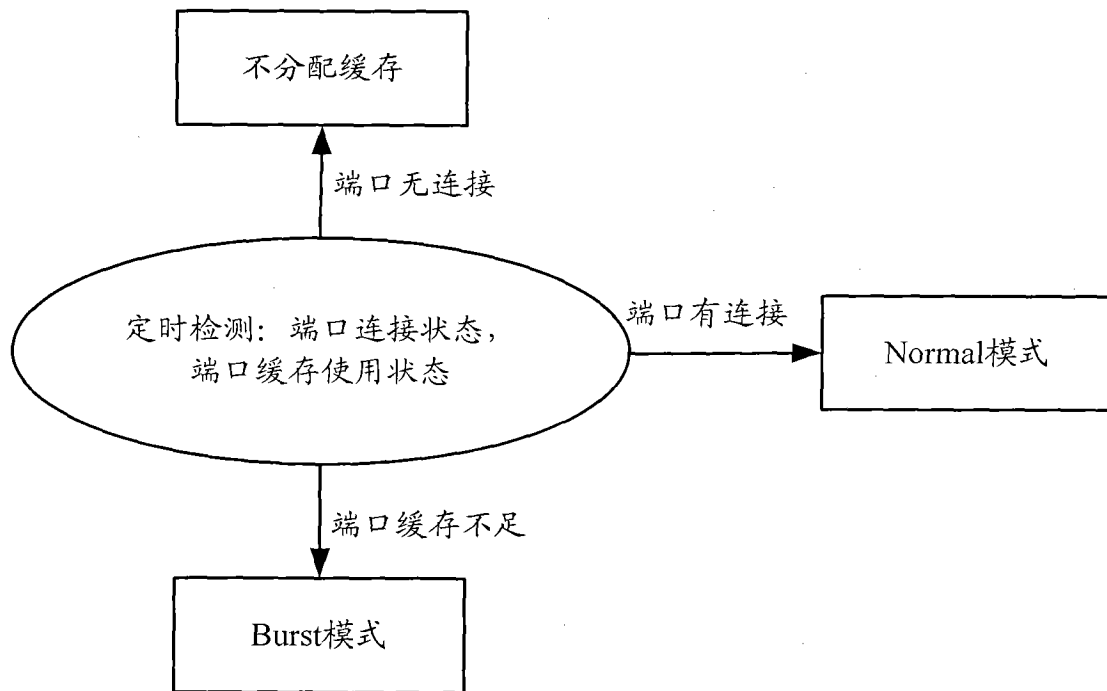 不分配缓存
端口无连接
定时检测：端口连接状态，
端口缓存使用状态
端口有连接
Normal模式
端口缓存不足
Burst模式